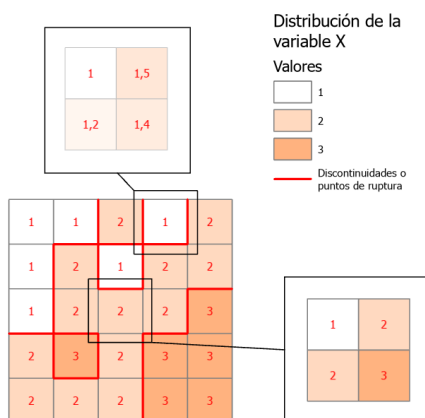 Distribución de la
variable X
Valores
1
2
3
Discontinuidades o
puntos de ruptura
1 1,5
1,2 1,4
1 1 2 1 2
1 2 1 2 2
1 2 2 2 3
2 3 2 3 3
2 2 2 3 3
1 2
2 3